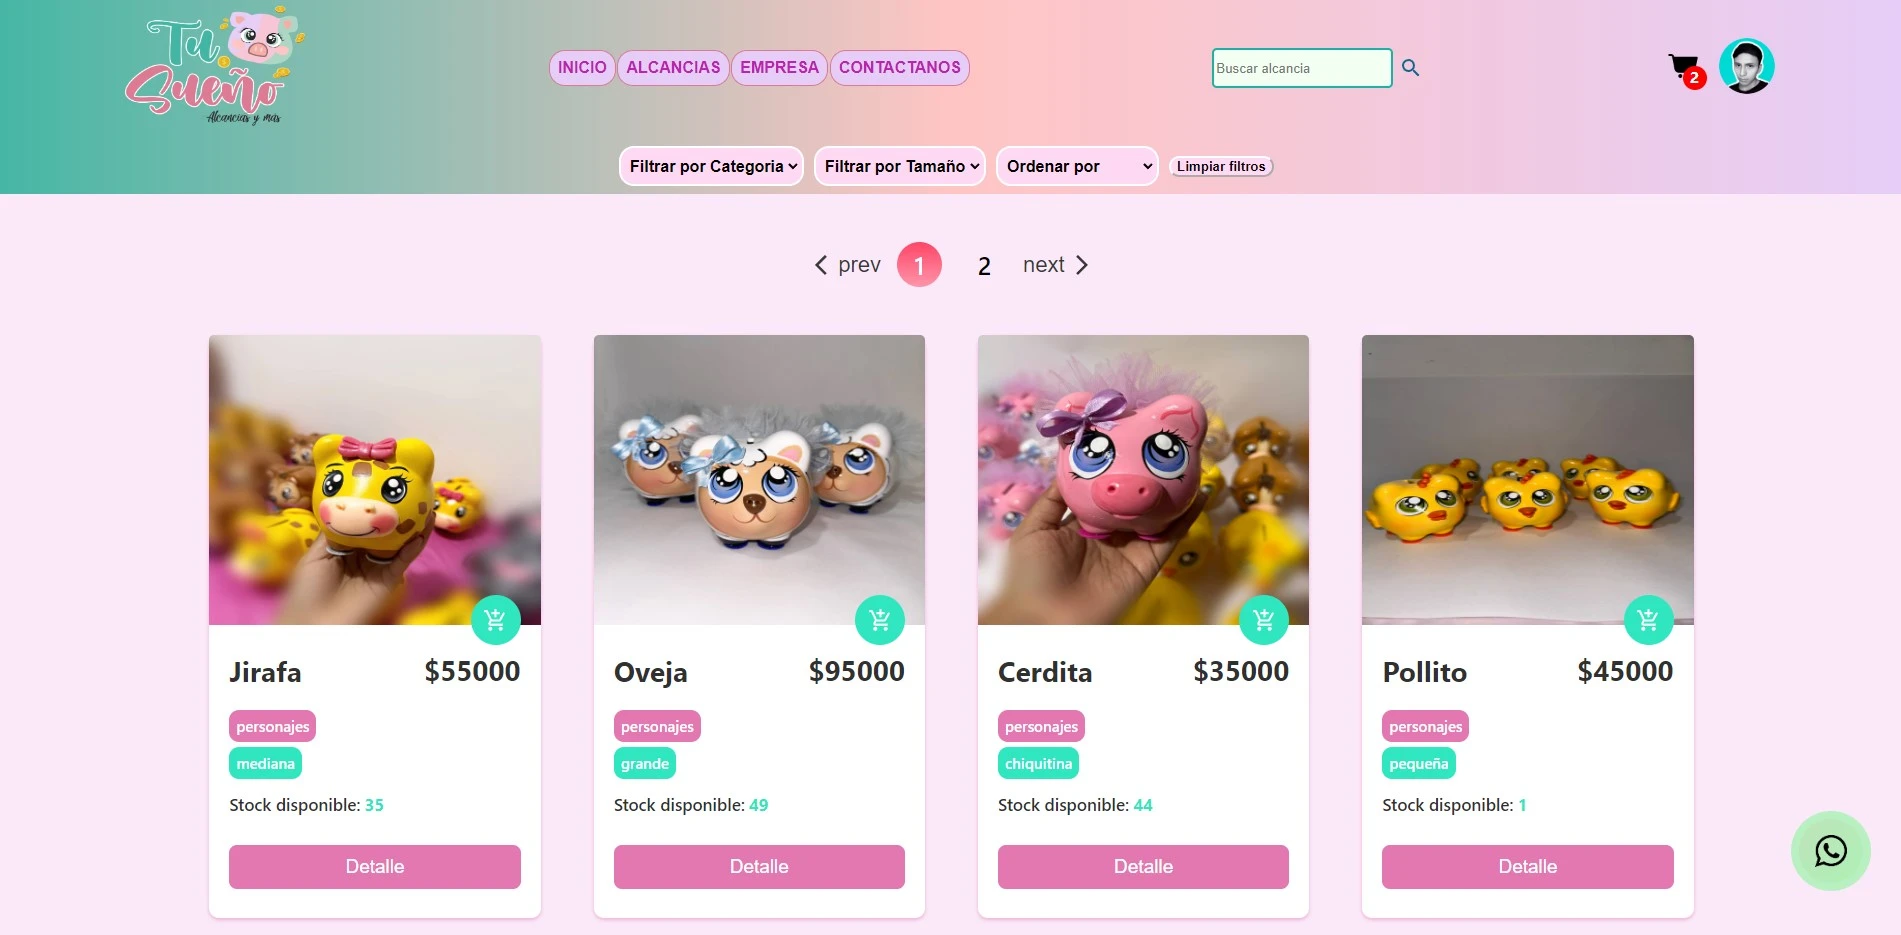 Tu
Sueño
Alcancías y mas
INICIO ALCANCIAS EMPRESA CONTACTANOS
Buscar alcancia
2
Filtrar por Categoria Filtrar por Tamaño Ordenar por Limpiar filtros
prev 1 2 next
Jirafa $55000
personajes
mediana
Stock disponible: 35
Detalle
Oveja $95000
personajes
grande
Stock disponible: 49
Detalle
Cerdita $35000
personajes
chiquitina
Stock disponible: 44
Detalle
Pollito $45000
personajes
pequeña
Stock disponible: 1
Detalle